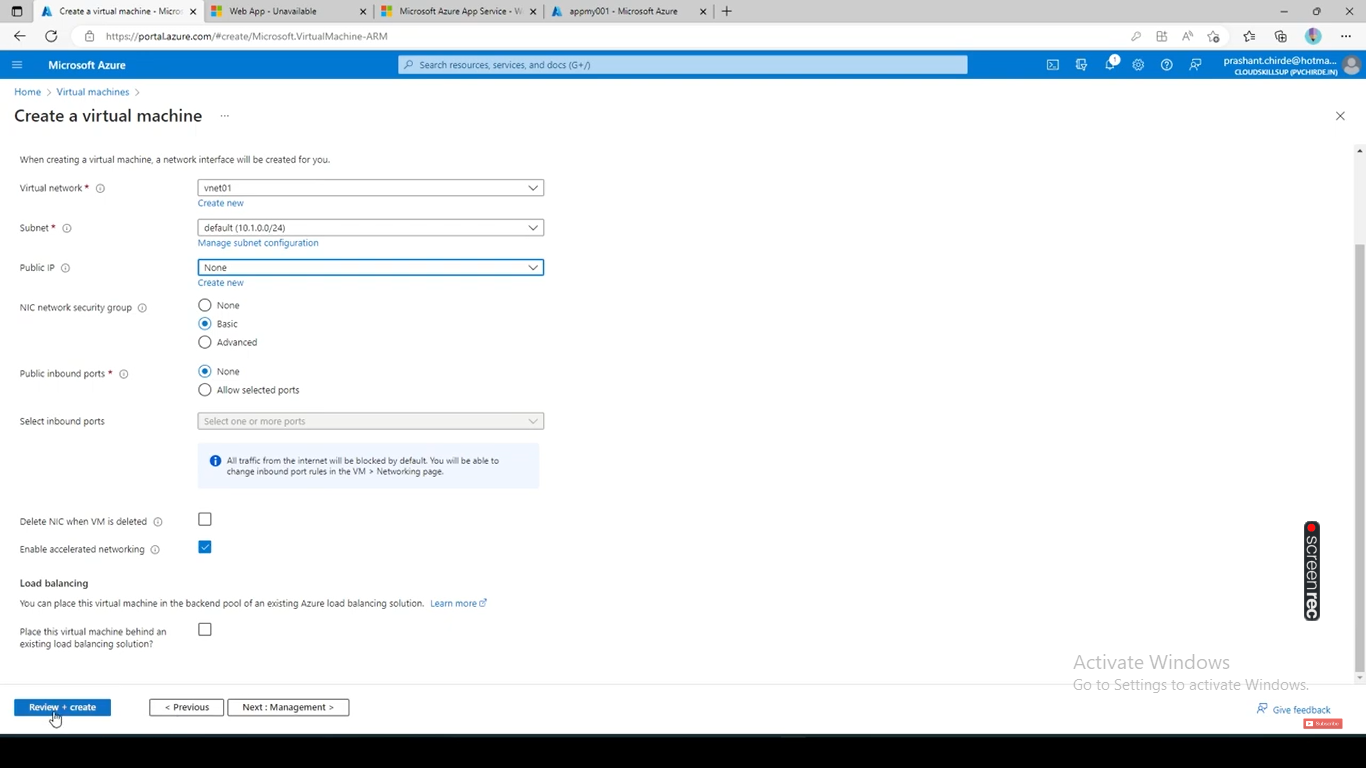 Create a virtual machine - Micros
Web App - Unavailable
Microsoft Azure App Service - W
appmy001 - Microsoft Azure
https://portal.azure.com/#create/Microsoft.VirtualMachine-ARM
Microsoft Azure
Search resources, services, and docs (G+/)
1
prashant.chirde@hotma...
CLOUDSKILLSUP (PVCHIRDE.IN)
Home > Virtual machines >
Create a virtual machine ...
When creating a virtual machine, a network interface will be created for you.
Virtual network *
vnet01
Create new
Subnet *
default (10.1.0.0/24)
Manage subnet configuration
Public IP
None
Create new
NIC network security group
None
Basic
Advanced
Public inbound ports *
None
Allow selected ports
Select inbound ports
Select one or more ports
All traffic from the internet will be blocked by default. You will be able to
change inbound port rules in the VM > Networking page.
Delete NIC when VM is deleted
Enable accelerated networking
Load balancing
You can place this virtual machine in the backend pool of an existing Azure load balancing solution. Learn more
Place this virtual machine behind an
existing load balancing solution?
screenrec
Activate Windows
Go to Settings to activate Windows.
Review + create
< Previous
Next : Management >
Give feedback
Subscribe